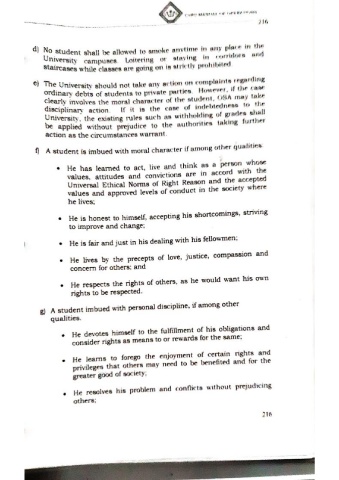 216
d) No student shall be allowed to smoke anytime in any place in the
University campuses. Loitering or staying in corridors and
staircases while classes are going on is strictly prohibited.
e) The University should not take any action on complaints regarding
ordinary debts of students to private parties. However, if the case
clearly involves the moral character of the student, OSA may take
disciplinary action. If it is the case of indebtedness to the
University, the existing rules such as withholding of grades shall
be applied without prejudice to the authorities taking further
action as the circumstances warrant.
f) A student is imbued with moral character if among other qualities
• He has learned to act, live and think as a person whose
values, attitudes and convictions are in accord with the
Universal Ethical Norms of Right Reason and the accepted
values and approved levels of conduct in the society where
he lives;
• He is honest to himself, accepting his shortcomings, striving
to improve and change;
• He is fair and just in his dealing with his fellowmen;
• He lives by the precepts of love, justice, compassion and
concern for others; and
• He respects the rights of others, as he would want his own
rights to be respected.
g) A student imbued with personal discipline, if among other
qualities.
• He devotes himself to the fulfillment of his obligations and
consider rights as means to or rewards for the same;
• He learns to forego the enjoyment of certain rights and
privileges that others may need to be benefited and for the
greater good of society;
• He resolves his problem and conflicts without prejudicing
others;
216